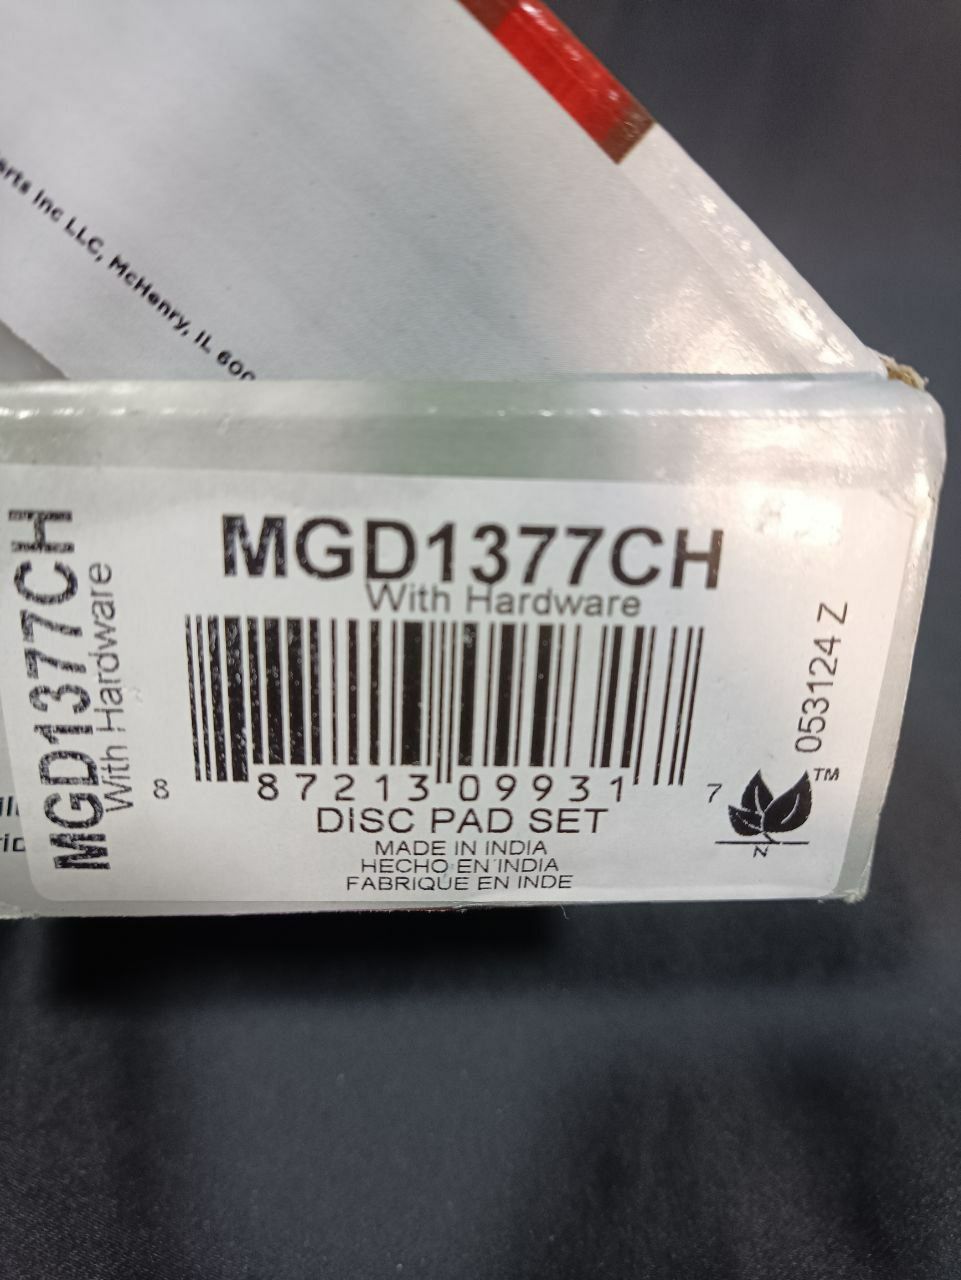 arts Inc LLC, McHenry, IL 600
MGD1377CH
With Hardware
MGD1377CH
With Hardware
8 87213 09931 7
DISC PAD SET
MADE IN INDIA
HECHO EN INDIA
FABRIQUE EN INDE
053124 Z
TM
N